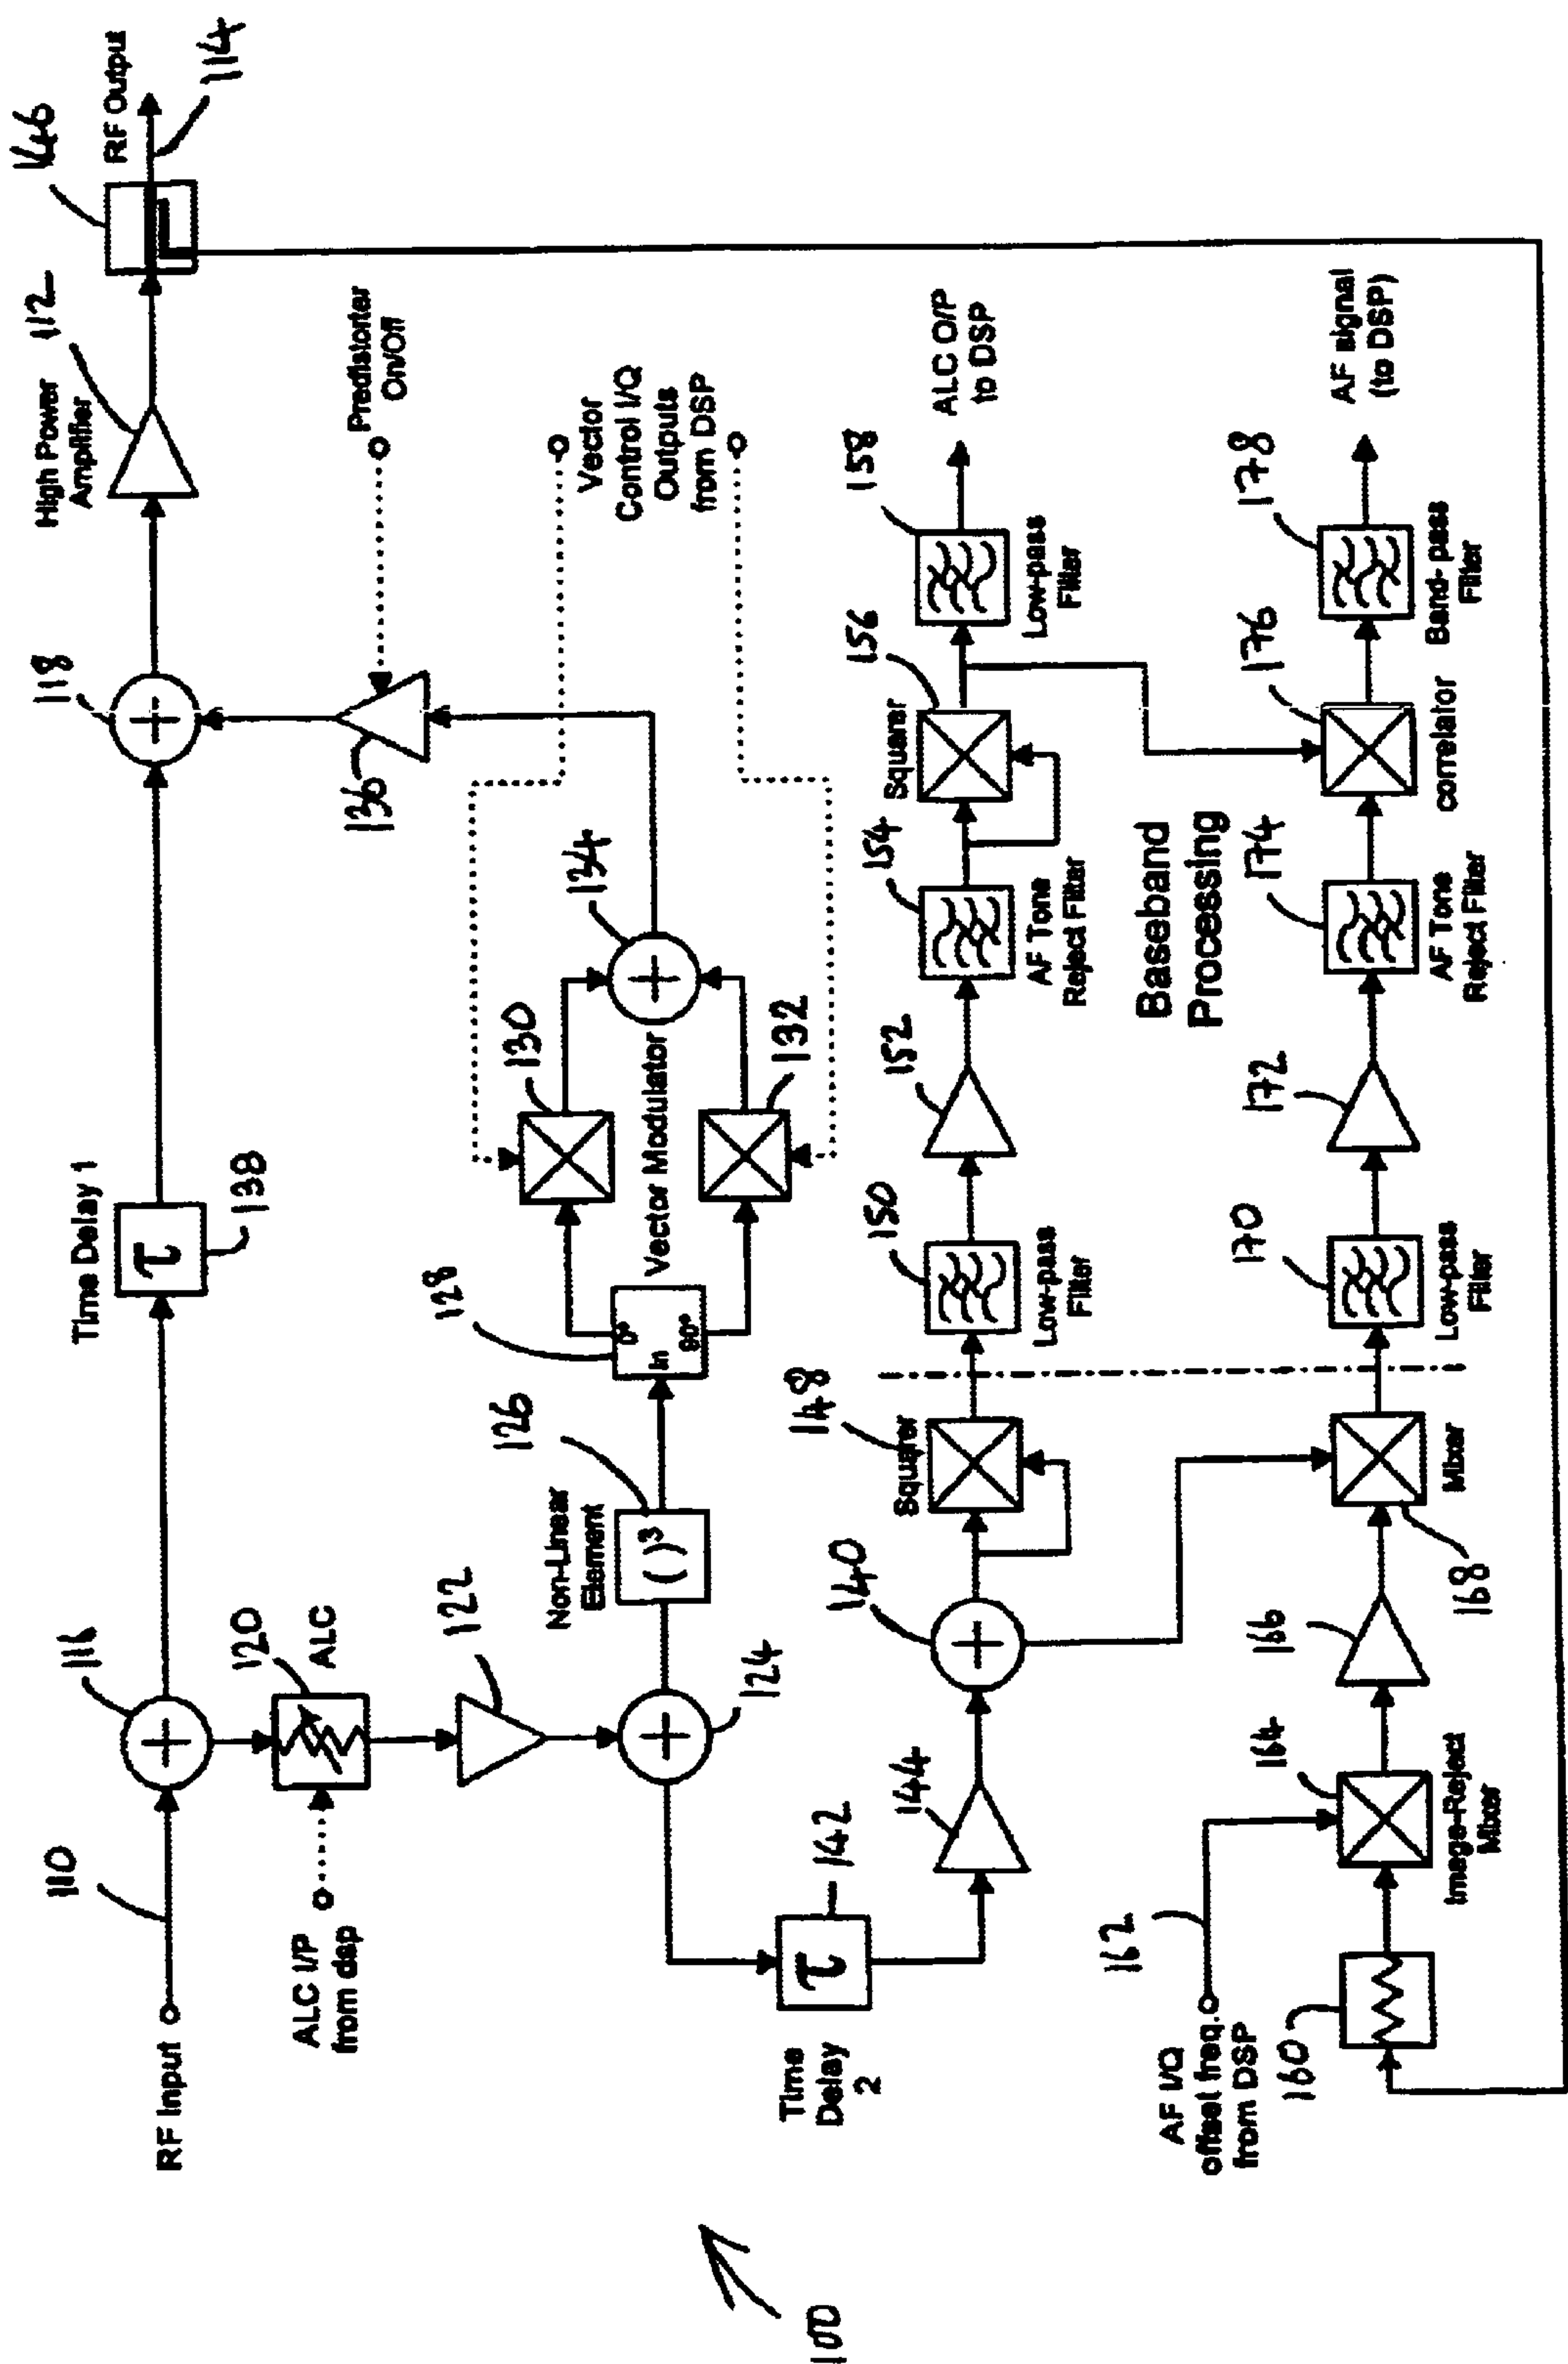 110
RF Input
116
Time Delay 1
τ
138
118
High Power
Amplifier
112
146
RF Output
114
ALC I/P
from dsp
120
ALC
122
124
Non-Linear
Element
126
( )³
128
0°
In
90°
Vector Modulator
130
132
134
136
Predistorter
On/Off
Vector
Control I/Q
Outputs
from DSP
Time
Delay
2
τ
142
144
140
Squarer
148
150
Low-pass
Filter
152
154
AF Tone
Reject Filter
Squarer
156
158
Low-pass
Filter
ALC O/P
to DSP
Baseband
Processing
AF I/Q
offset freq.
from DSP
162
160
164
Image-Reject
Mixer
166
168
Mixer
170
Low-pass
Filter
172
174
AF Tone
Reject Filter
176
correlator
178
Band-pass
Filter
AF signal
(to DSP)
100